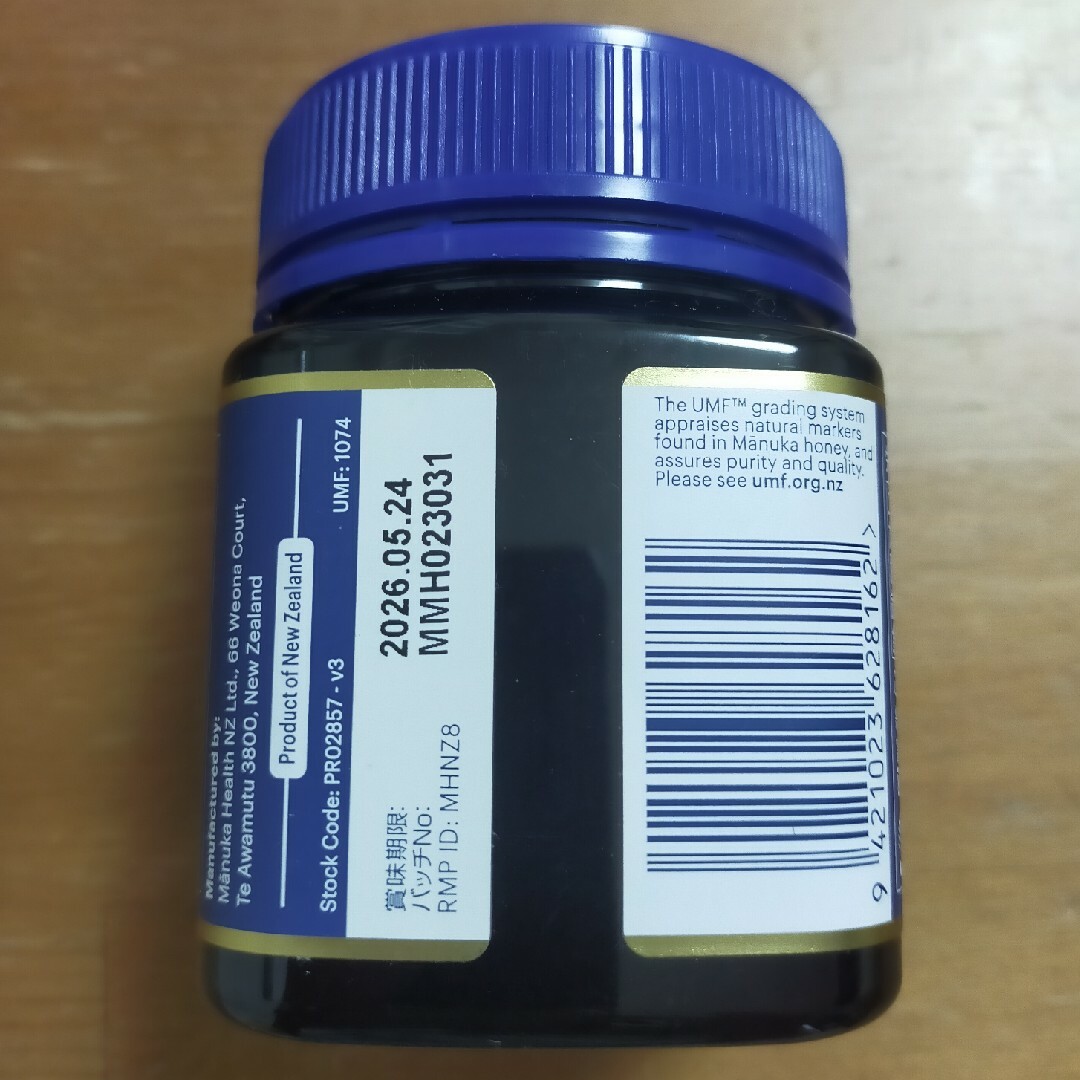 Manufactured by:
Mānuka Health NZ Ltd., 66 Weona Court,
Te Awamutu 3800, New Zealand
Product of New Zealand
Stock Code: PRO2857 - v3
UMF: 1074
賞味期限: 2026.05.24
バッチNo: MMH023031
RMP ID: MHNZ8
The UMF™ grading system
appraises natural markers
found in Mānuka honey, and
assures purity and quality.
Please see umf.org.nz
9 421023 628162 >